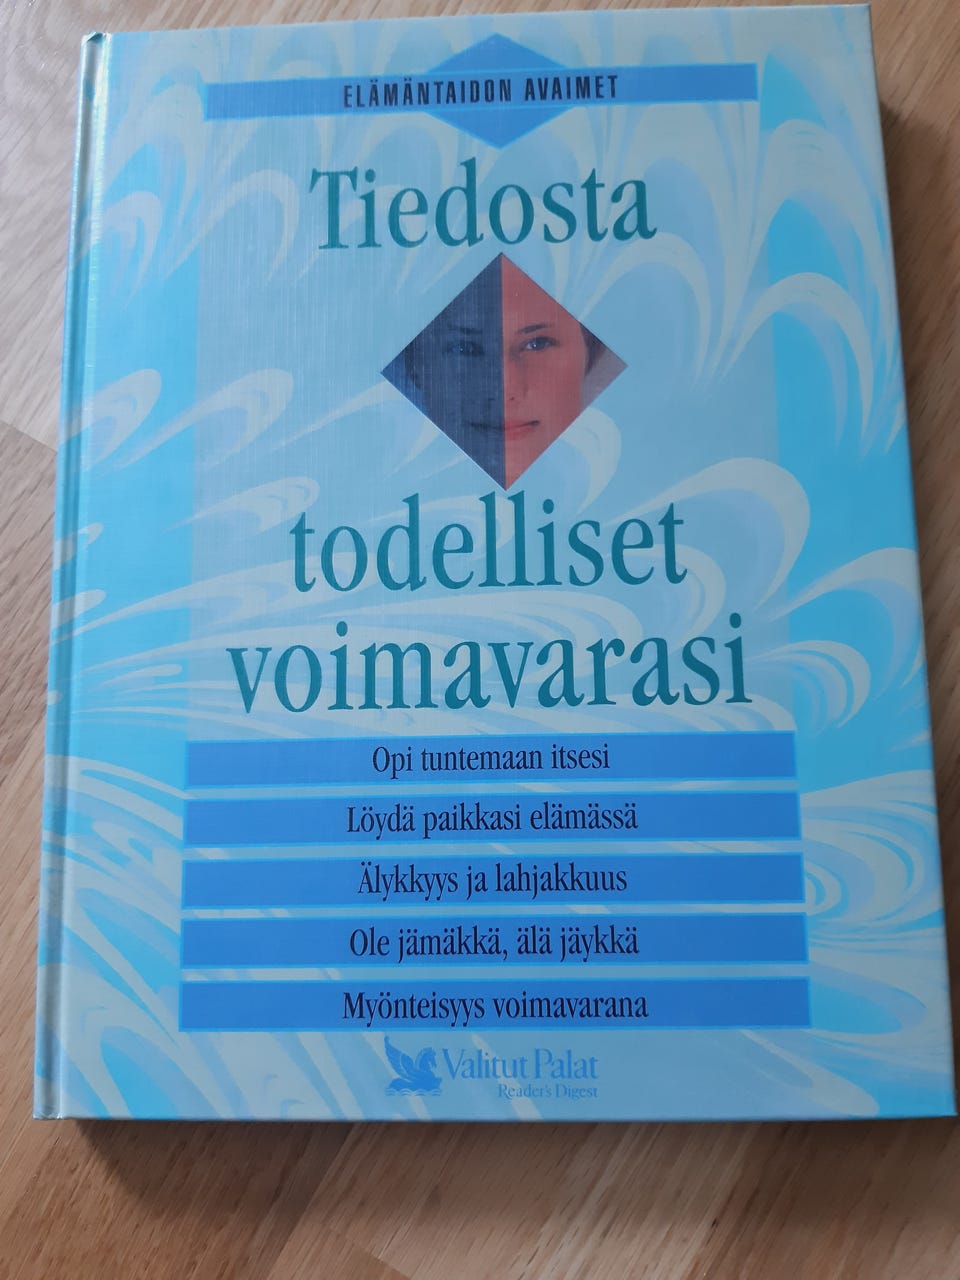 ELÄMÄNTAIDON AVAIMET
Tiedosta
todelliset
voimavarasi
Opi tuntemaan itsesi
Löydä paikkasi elämässä
Älykkyys ja lahjakkuus
Ole jämäkkä, älä jäykkä
Myönteisyys voimavarana
Valitut Palat
Reader's Digest